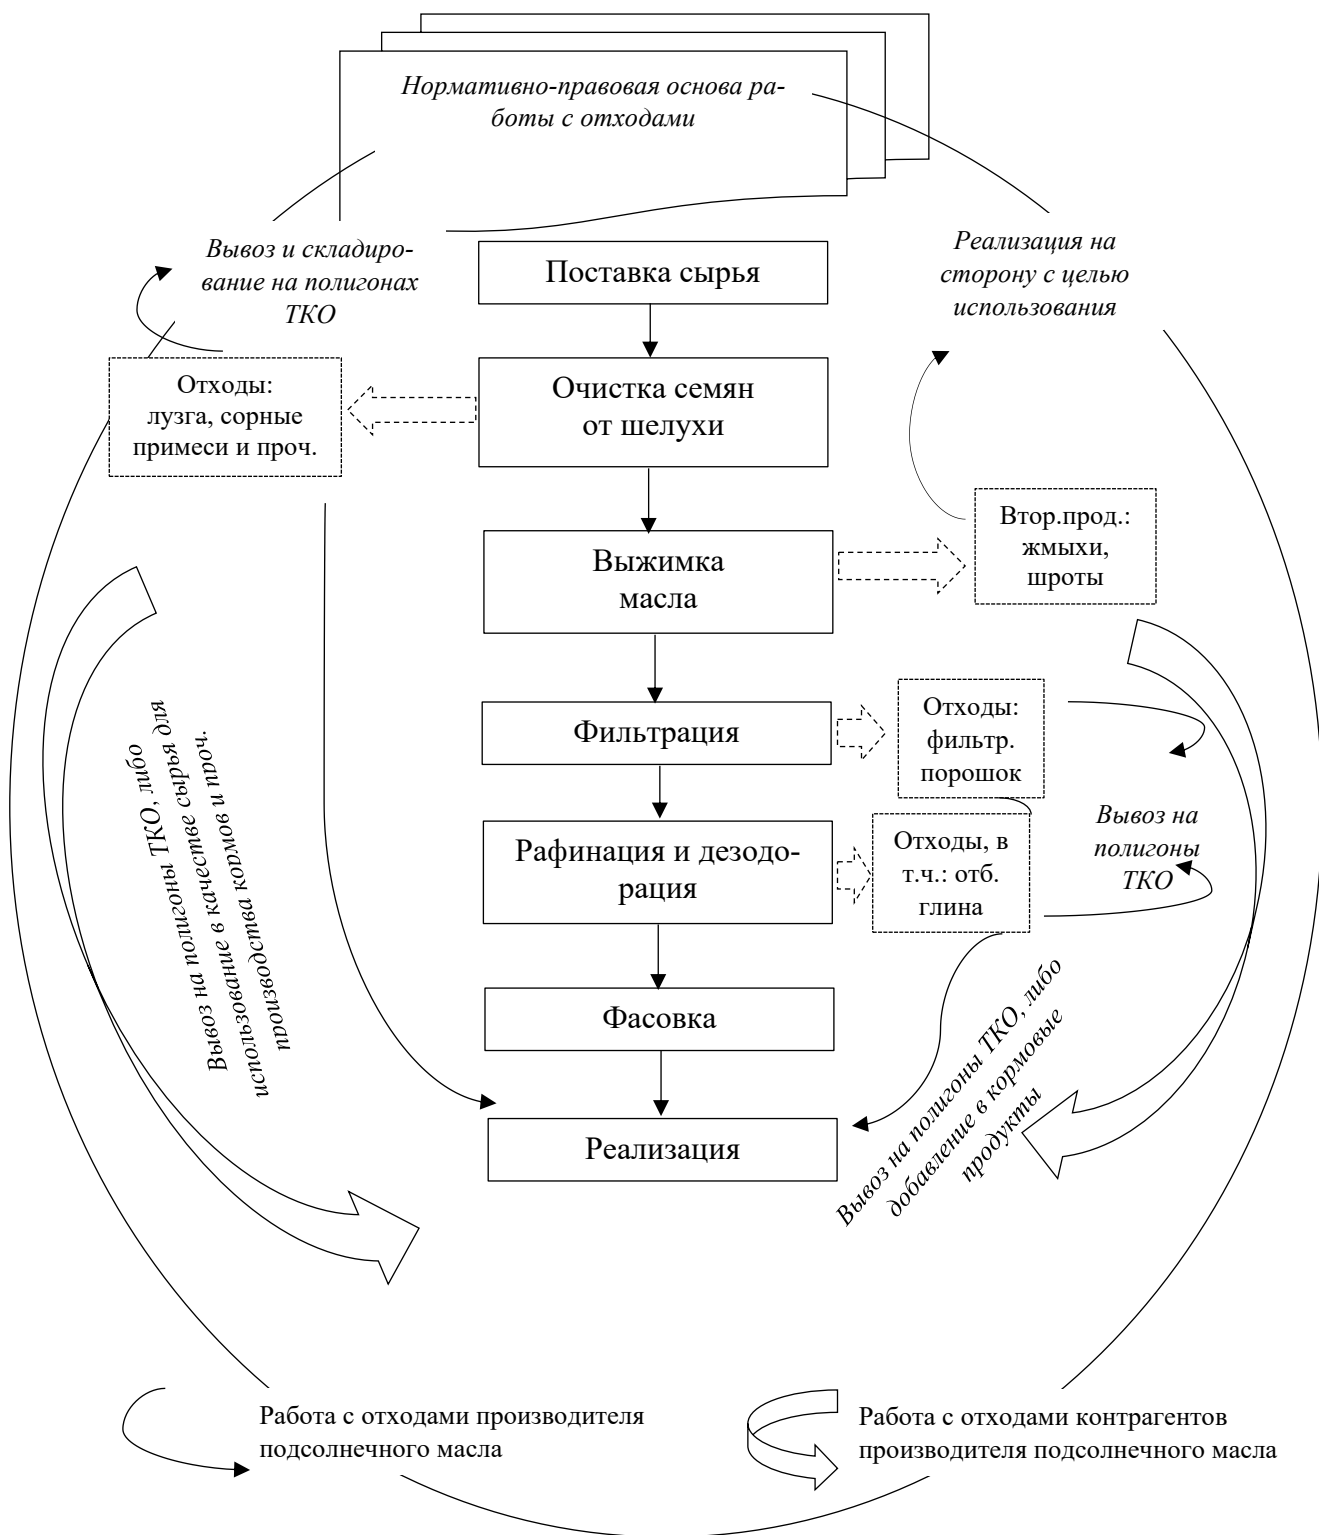 Нормативно-правовая основа ра-
боты с отходами
Вывоз и складиро-
вание на полигонах
ТКО
Поставка сырья
Реализация на
сторону с целью
использования
Отходы:
лузга, сорные
примеси и проч.
Очистка семян
от шелухи
Выжимка
масла
Втор.прод.:
жмыхи,
шроты
Фильтрация
Отходы:
фильтр.
порошок
Рафинация и дезодо-
рация
Отходы, в
т.ч.: отб.
глина
Вывоз на
полигоны
ТКО
Вывоз на полигоны ТКО, либо
использование в качестве сырья для
производства кормов и проч.
Фасовка
Реализация
Вывоз на полигоны ТКО, либо
добавление в кормовые
продукты
Работа с отходами производителя
подсолнечного масла
Работа с отходами контрагентов
производителя подсолнечного масла